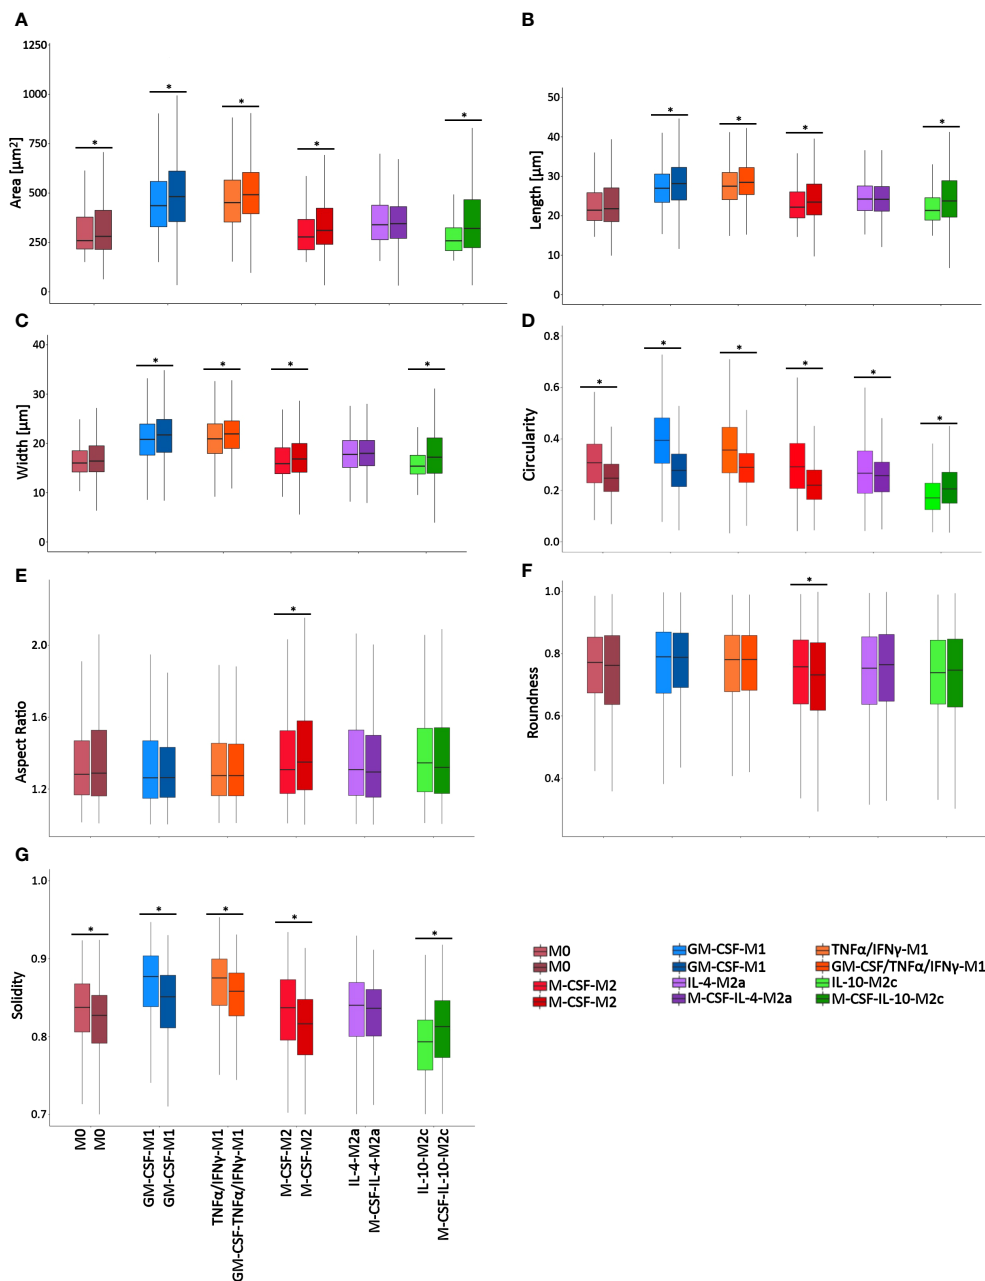 A
Area [µm²]
1250
1000
750
500
250
0
* * * * *
B
Length [µm]
50
40
30
20
10
0
* * * *
C
Width [µm]
40
30
20
10
0
* * * *
D
Circularity
0.8
0.6
0.4
0.2
0.0
* * * * * *
E
Aspect Ratio
2.0
1.6
1.2
*
F
Roundness
1.0
0.8
0.6
0.4
*
G
Solidity
1.0
0.9
0.8
0.7
* * * * *
M0
M0
GM-CSF-M1
GM-CSF-M1
TNFα/IFNγ-M1
GM-CSF-TNFα/IFNγ-M1
M-CSF-M2
M-CSF-M2
IL-4-M2a
M-CSF-IL-4-M2a
IL-10-M2c
M-CSF-IL-10-M2c
M0
M0
M-CSF-M2
M-CSF-M2
GM-CSF-M1
GM-CSF-M1
IL-4-M2a
M-CSF-IL-4-M2a
TNFα/IFNγ-M1
GM-CSF/TNFα/IFNγ-M1
IL-10-M2c
M-CSF-IL-10-M2c